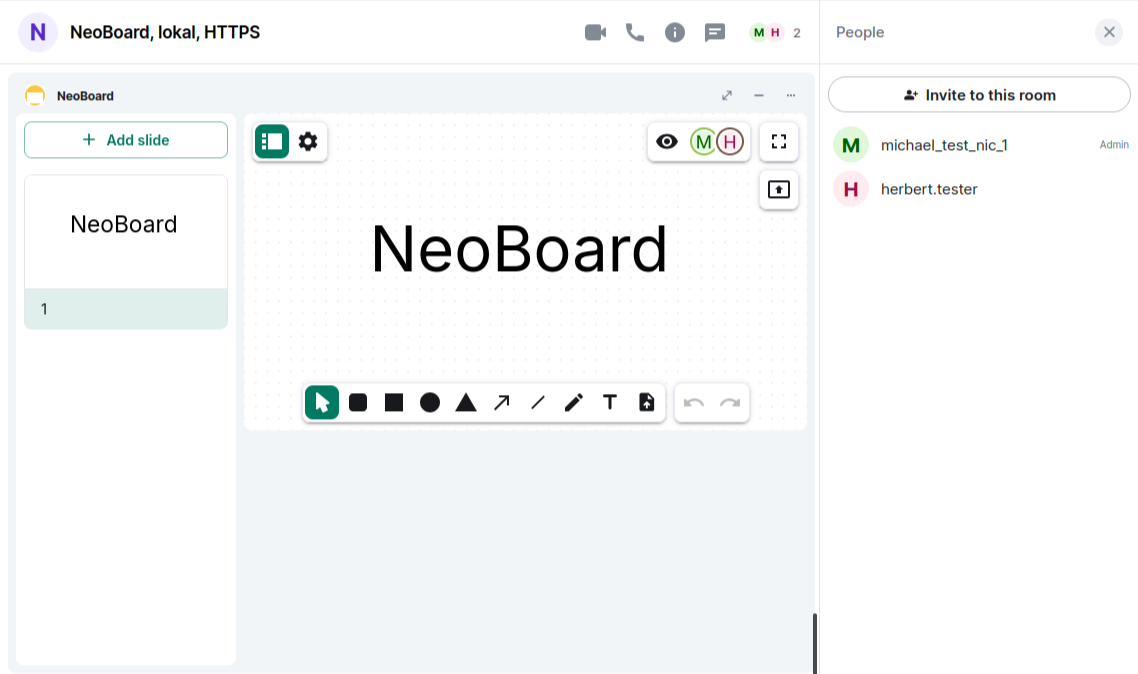 N NeoBoard, lokal, HTTPS
M H 2
People
NeoBoard
Add slide
NeoBoard
1
M H
NeoBoard
T
Invite to this room
M michael_test_nic_1 Admin
H herbert.tester